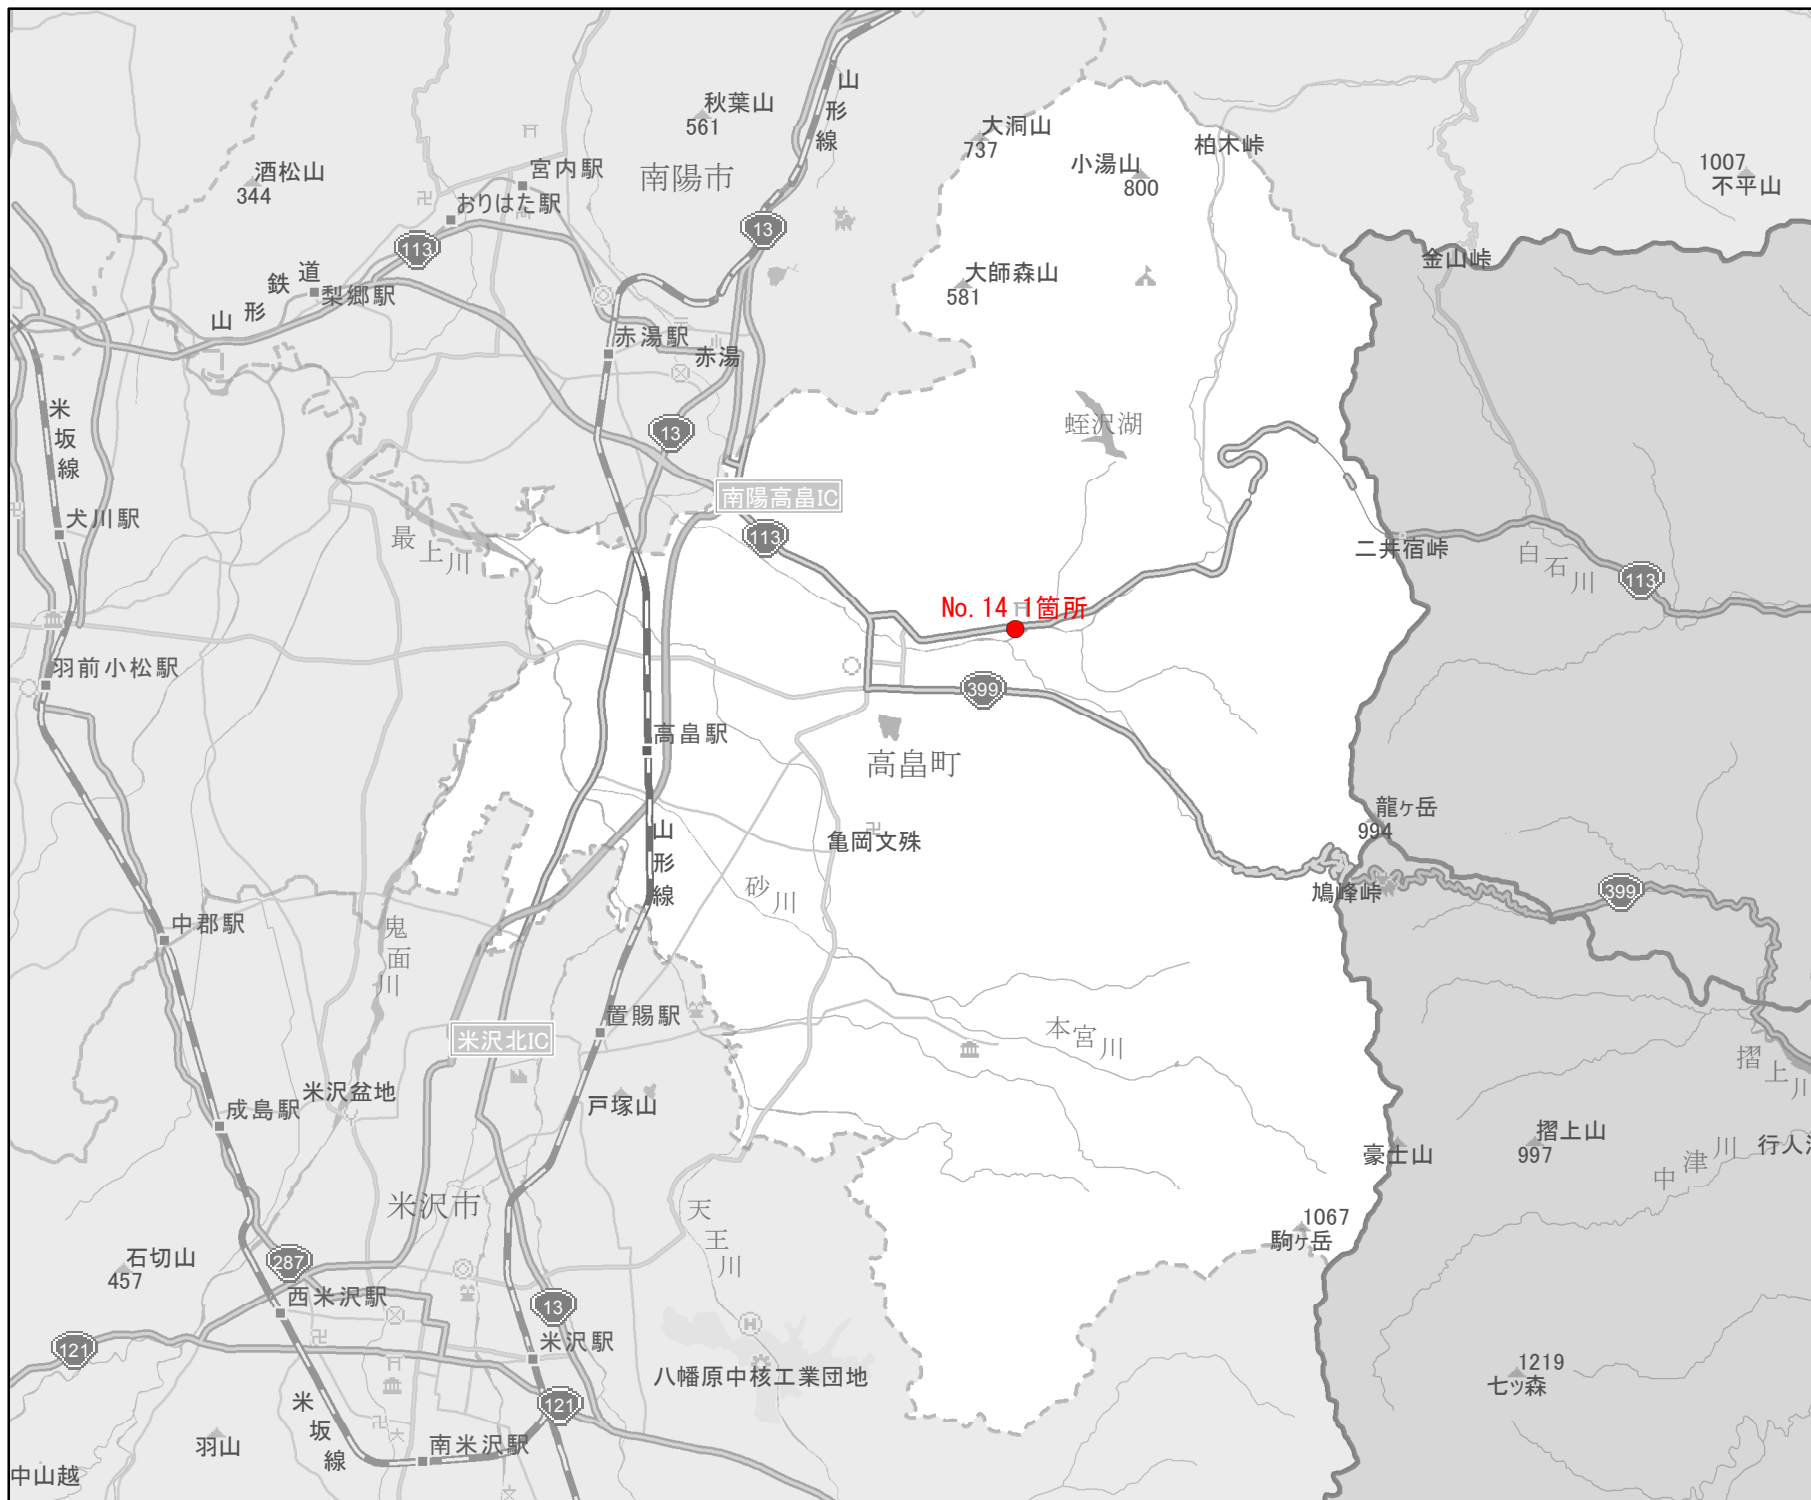 山形線
秋葉山
561
大洞山
737
柏木峠
小湯山
800
1007
不平山
酒松山
344
宮内駅
南陽市
おりはた駅
13
113
金山峠
大師森山
581
山形鉄道
梨郷駅
赤湯駅
赤湯
米坂線
蛭沢湖
13
南陽高畠IC
犬川駅
最上川
113
二井宿峠
白石川
113
No.14 1箇所
羽前小松駅
399
高畠駅
高畠町
龍ヶ岳
994
山形線
亀岡文殊
砂川
鳩峰峠
399
中郡駅
鬼面川
置賜駅
本宮川
米沢北IC
摺上川
米沢盆地
戸塚山
成島駅
摺上山
997
豪士山
中津川
米沢市
天王川
1067
駒ヶ岳
石切山
457
287
西米沢駅
13
121
米沢駅
八幡原中核工業団地
1219
七ッ森
121
米坂線
羽山
南米沢駅
中山越